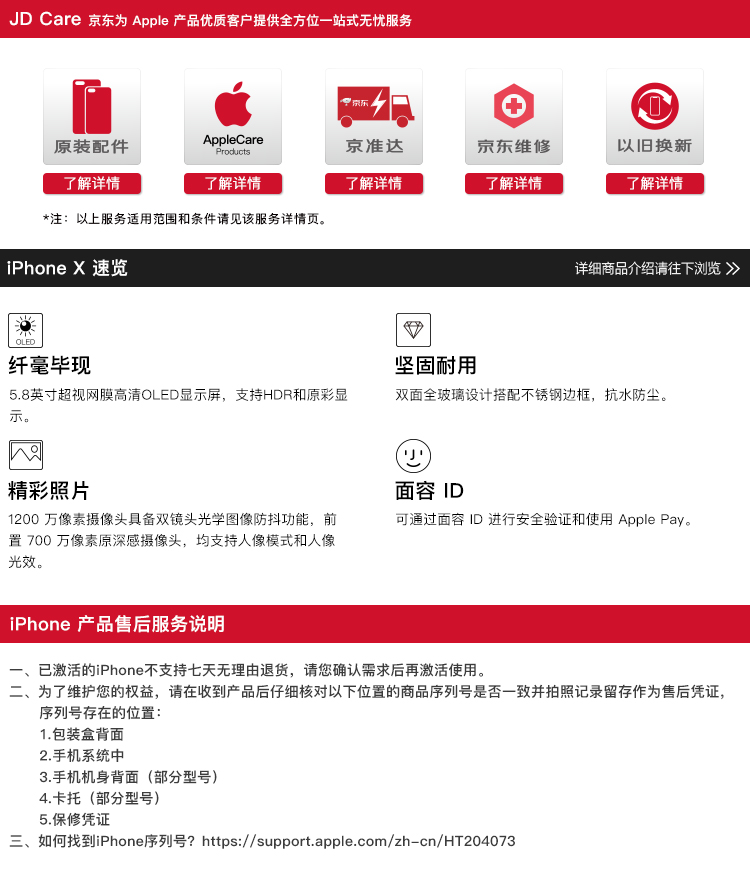 JD Care 京东为 Apple 产品优质客户提供全方位一站式无忧服务
原装配件
AppleCare
Products
京东
京准达
京东维修
以旧换新
了解详情
了解详情
了解详情
了解详情
了解详情
*注：以上服务适用范围和条件请见该服务详情页。
iPhone X 速览
详细商品介绍请往下浏览
OLED
纤毫毕现
5.8英寸超视网膜高清OLED显示屏，支持HDR和原彩显
示。
坚固耐用
双面全玻璃设计搭配不锈钢边框，抗水防尘。
精彩照片
1200 万像素摄像头具备双镜头光学图像防抖功能，前
置 700 万像素原深感摄像头，均支持人像模式和人像
光效。
面容 ID
可通过面容 ID 进行安全验证和使用 Apple Pay。
iPhone 产品售后服务说明
一、已激活的iPhone不支持七天无理由退货，请您确认需求后再激活使用。
二、为了维护您的权益，请在收到产品后仔细核对以下位置的商品序列号是否一致并拍照记录留存作为售后凭证，
序列号存在的位置：
1.包装盒背面
2.手机系统中
3.手机机身背面（部分型号）
4.卡托（部分型号）
5.保修凭证
三、如何找到iPhone序列号？https://support.apple.com/zh-cn/HT204073